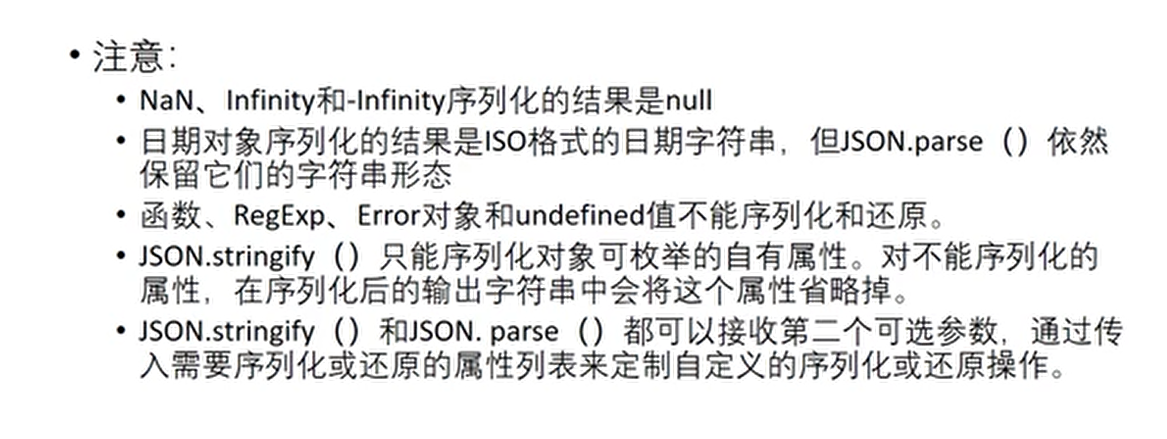 • 注意：
• NaN、Infinity和-Infinity序列化的结果是null
• 日期对象序列化的结果是ISO格式的日期字符串，但JSON.parse（）依然
保留它们的字符串形态
• 函数、RegExp、Error对象和undefined值不能序列化和还原。
• JSON.stringify（）只能序列化对象可枚举的自有属性。对不能序列化的
属性，在序列化后的输出字符串中会将这个属性省略掉。
• JSON.stringify（）和JSON. parse（）都可以接收第二个可选参数，通过传
入需要序列化或还原的属性列表来定制自定义的序列化或还原操作。